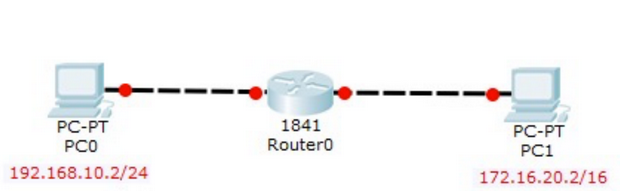 PC-PT
PC0
192.168.10.2/24
1841
Router0
PC-PT
PC1
172.16.20.2/16